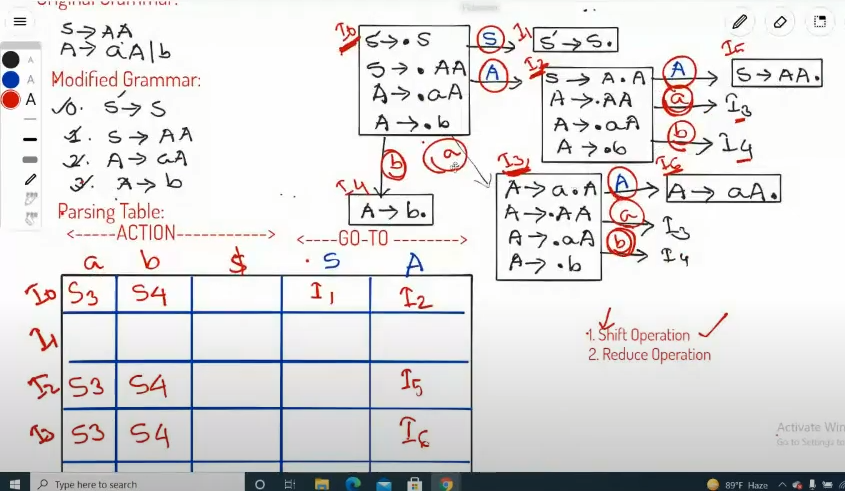 Original Grammar:
S→AA
A→aA|b
Modified Grammar:
0. S'→S
1. S→AA
2. A→aA
3. A→b
Parsing Table:
<-----ACTION----------->
<----GO-TO ------->
a b $ S A
I0 S3 S4 I1 I2
I1
I2 S3 S4 I5
I3 S3 S4 I6
I0
S'→.S
S→.AA
A→.aA
A→.b
S
A
b
a
I1
S'→S.
I2
S→A.A
A→.AA
A→.aA
A→.b
A
a
b
I5
S→AA.
I3
I4
I4
A→b.
I3
A→a.A
A→.AA
A→.aA
A→.b
A
a
b
I6
A→aA.
I3
I4
1. Shift Operation
2. Reduce Operation
Activate Win
Go to Settings to
A
A
A
Type here to search
89°F Haze